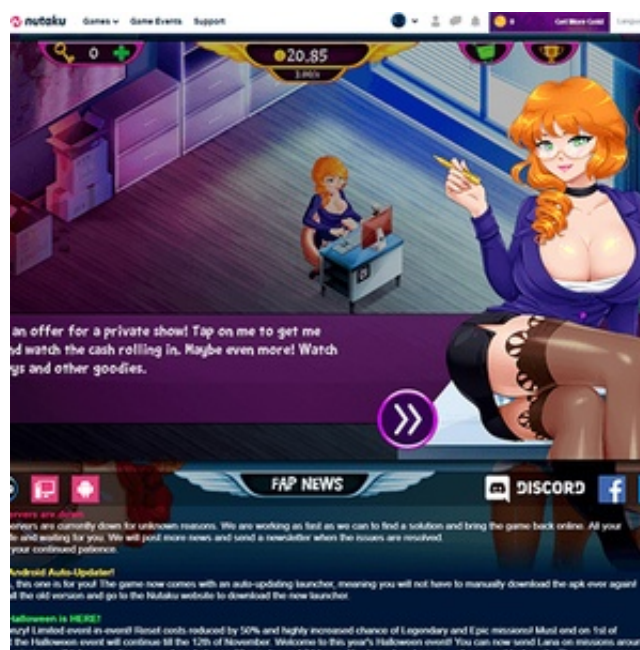 nutaku Games Game Events Support Get More Gold
0
20.85
an offer for a private show! Tap on me to get me
nd watch the cash rolling in. Maybe even more! Watch
ys and other goodies.
FAP NEWS
DISCORD
ervers are down
ervers are currently down for unknown reasons. We are working as fast as we can to find a solution and bring the game back online. All your
fe and waiting for you. We will post more news and send a newsletter when the issues are resolved.
your continued patience.
Android Auto-Updater!
, this one is for you! The game now comes with an auto-updating launcher, meaning you will not have to manually download the apk ever again!
ll the old version and go to the Nutaku website to download the new launcher.
Halloween is HERE!
nzy! Limited event-in-event! Reset costs reduced by 50% and highly increased chance of Legendary and Epic missions! Must end on 1st of
t the Halloween event will continue till the 12th of November. Welcome to this year's Halloween event! You can now send Lana on missions aroun